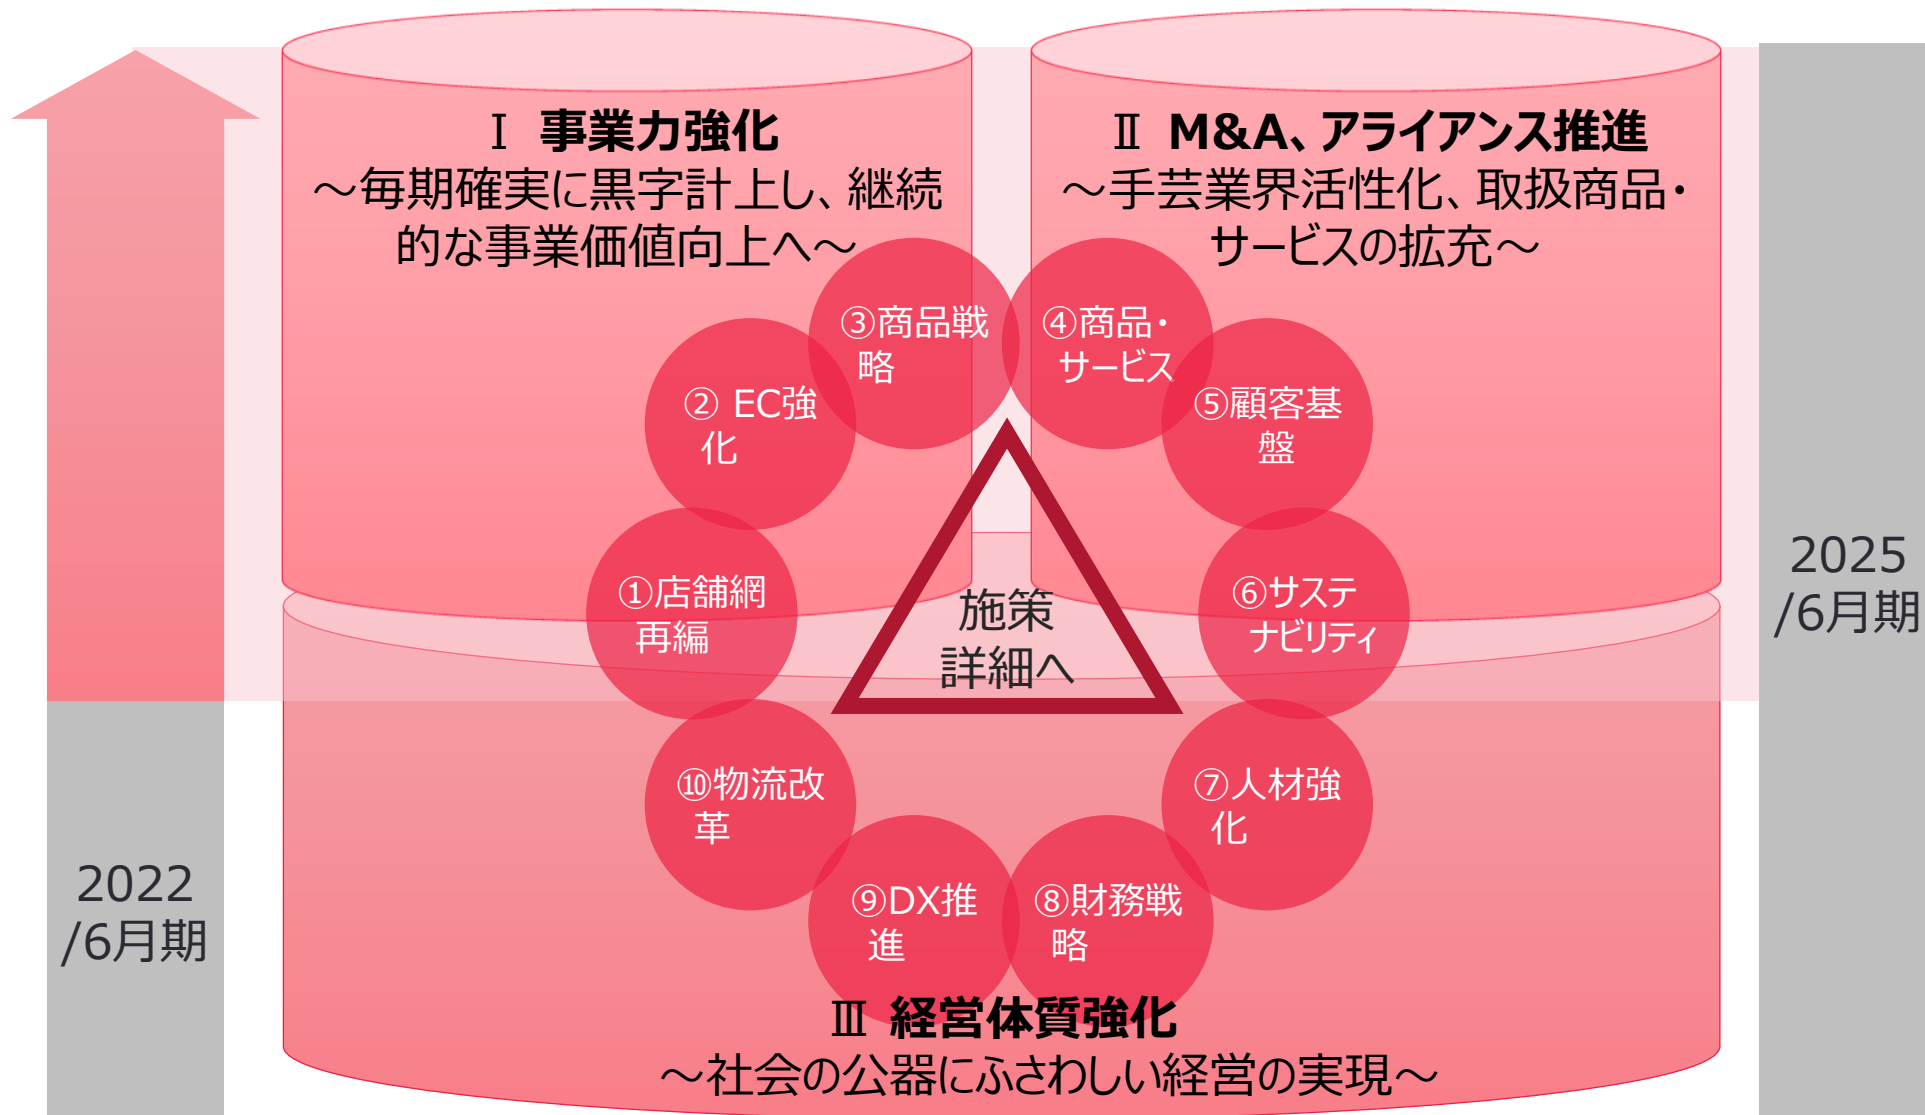 Ⅰ 事業力強化
～毎期確実に黒字計上し、継続
的な事業価値向上へ～
Ⅱ M&A、アライアンス推進
～手芸業界活性化、取扱商品・
サービスの拡充～
③商品戦
略
④商品・
サービス
② EC強
化
⑤顧客基
盤
①店舗網
再編
⑥サステ
ナビリティ
施策
詳細へ
⑩物流改
革
⑦人材強
化
⑨DX推
進
⑧財務戦
略
Ⅲ 経営体質強化
～社会の公器にふさわしい経営の実現～
2022
/6月期
2025
/6月期